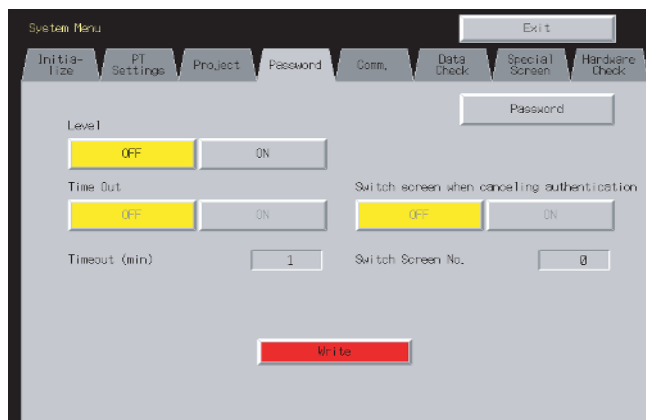 System Menu
Exit
Initia-
lize
PT
Settings
Project
Password
Comm.
Data
Check
Special
Screen
Hardware
Check
Password
Level
OFF
ON
Time Out
Switch screen when canceling authentication
OFF
ON
OFF
ON
Timeout (min)
1
Switch Screen No.
0
Write